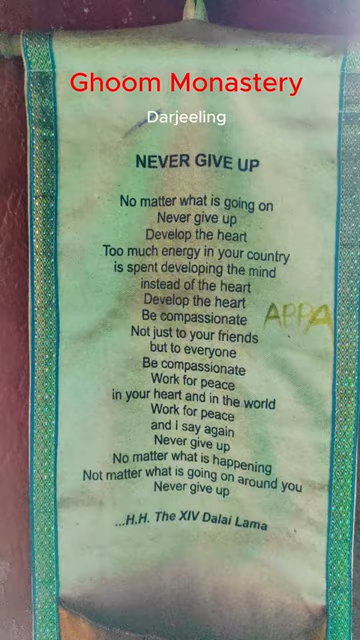 Ghoom Monastery
Darjeeling
NEVER GIVE UP
No matter what is going on
Never give up
Develop the heart
Too much energy in your country
is spent developing the mind
instead of the heart
Develop the heart
Be compassionate
APPA
Not just to your friends
but to everyone
Be compassionate
Work for peace
in your heart and in the world
Work for peace
and I say again
Never give up
No matter what is happening
Not matter what is going on around you
Never give up
...H.H. The XIV Dalai Lama